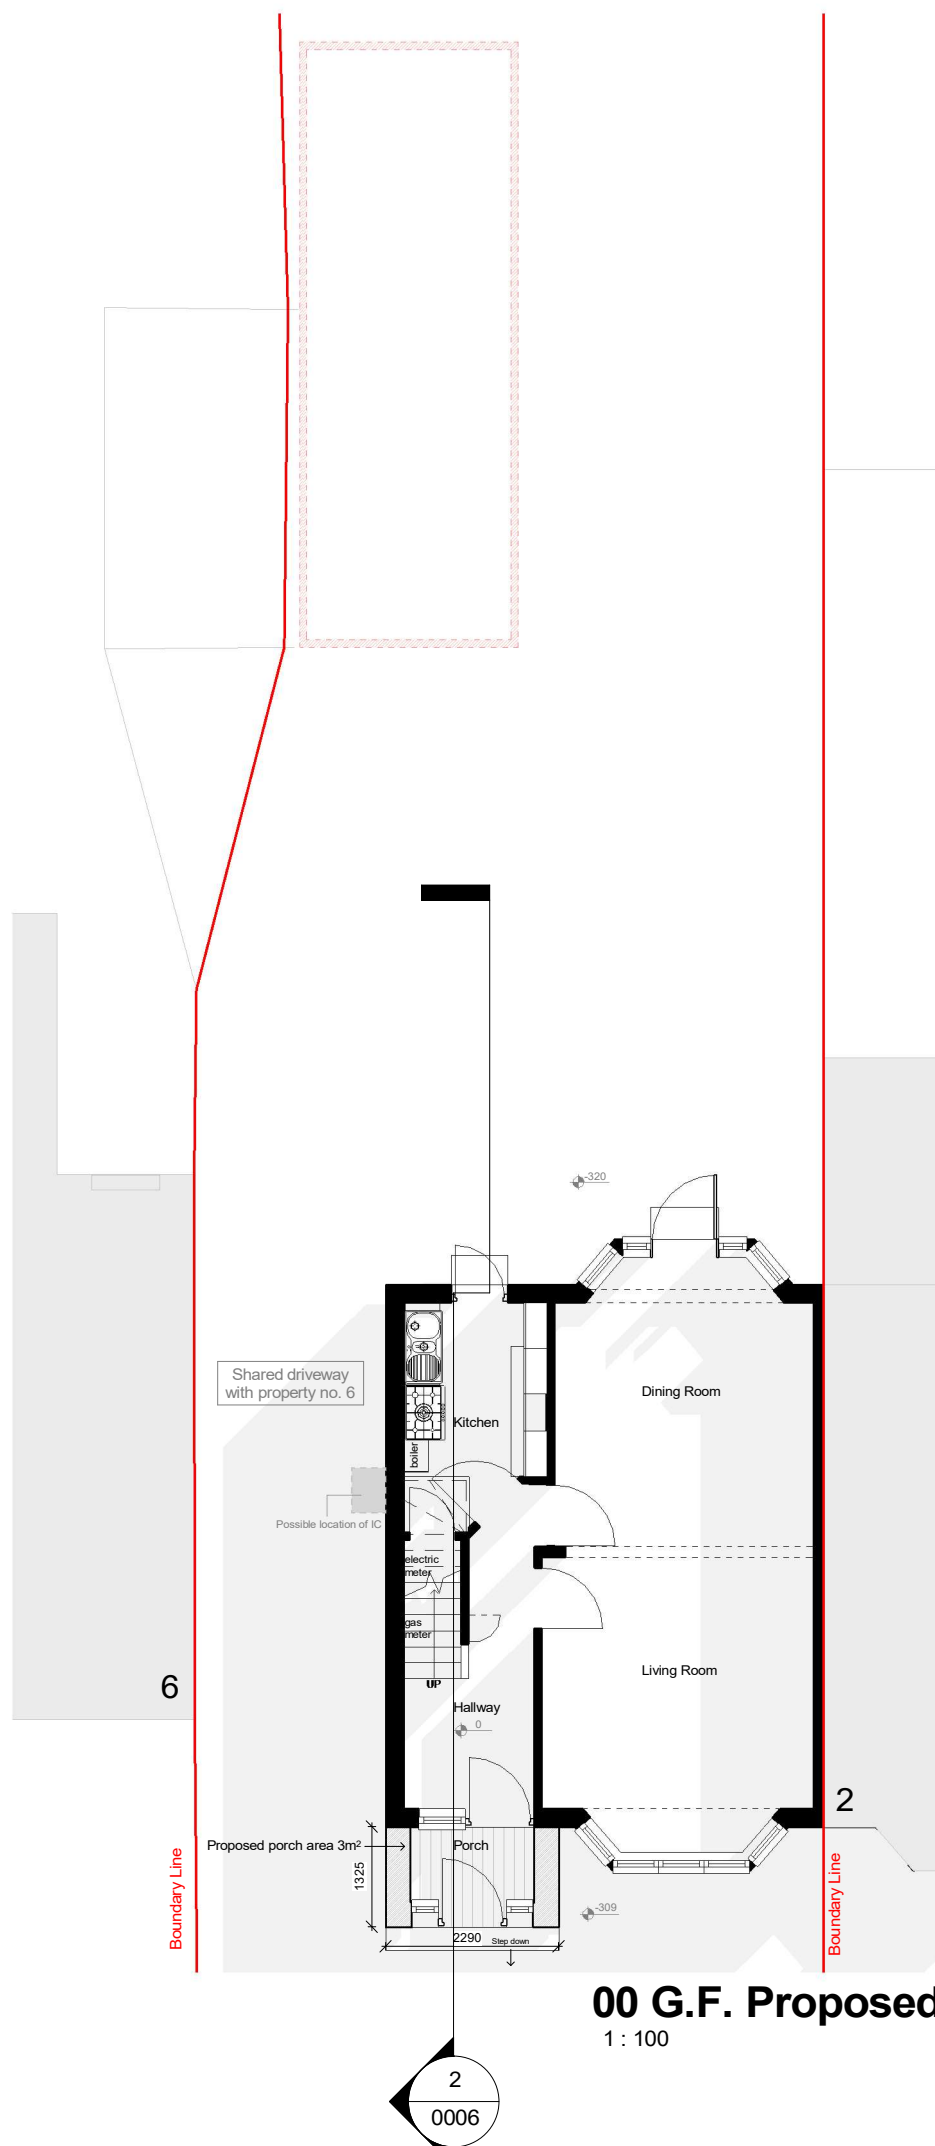 -320
Shared driveway
with property no. 6
Dining Room
Kitchen
boiler
Possible location of IC
electric
meter
gas
meter
UP
Living Room
6
Hallway
0
2
Proposed porch area 3m²
Porch
1325
Boundary Line
Boundary Line
-309
2290
Step down
00 G.F. Proposed
1 : 100
2
0006